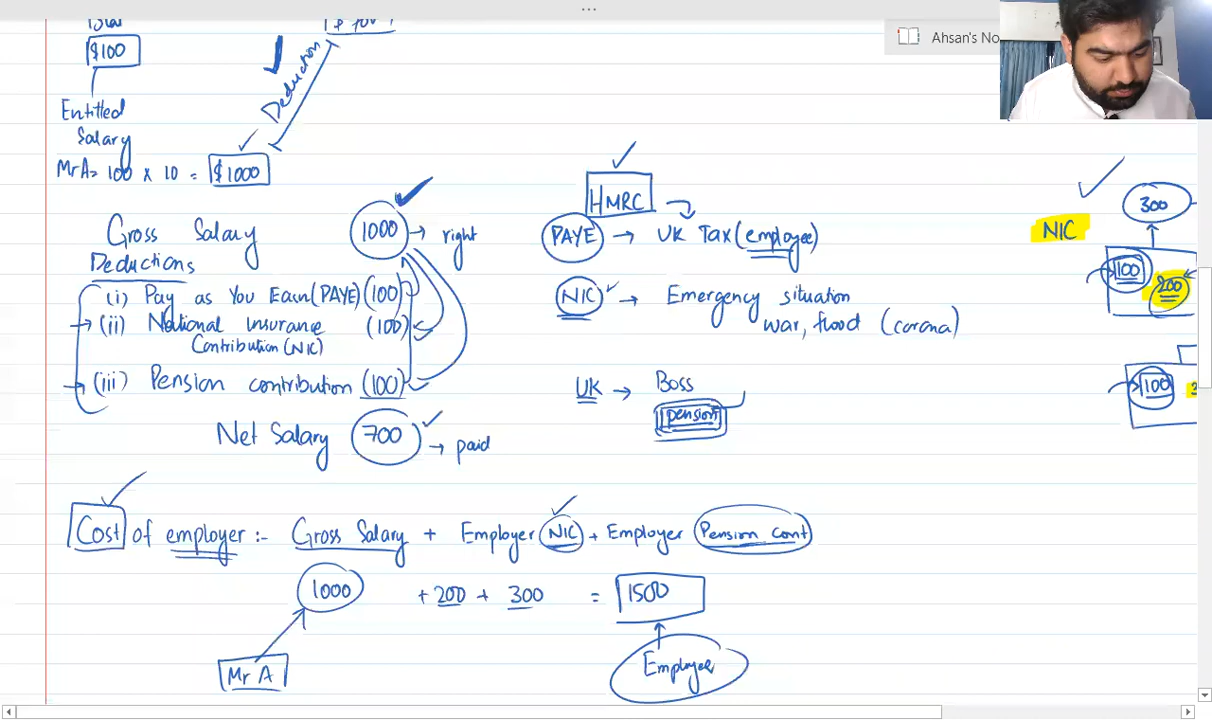 Total
$100
Deduction
Entitled
Salary
Mr A = 100 x 10 = $1000
Gross Salary 1000 → right
Deductions
(i) Pay as You Earn (PAYE) (100)
→ (ii) National insurance (100)
Contribution (NIC)
→ (iii) Pension contribution (100)
Net Salary 700 → paid
HMRC
PAYE → UK Tax (employee)
NIC → Emergency situation
war, flood (corona)
UK → Boss
Pension
Ahsan's No
NIC
300
100
200
100
Cost of employer :- Gross Salary + Employer NIC + Employer Pension cont
1000 + 200 + 300 = 1500
Mr A
Employee